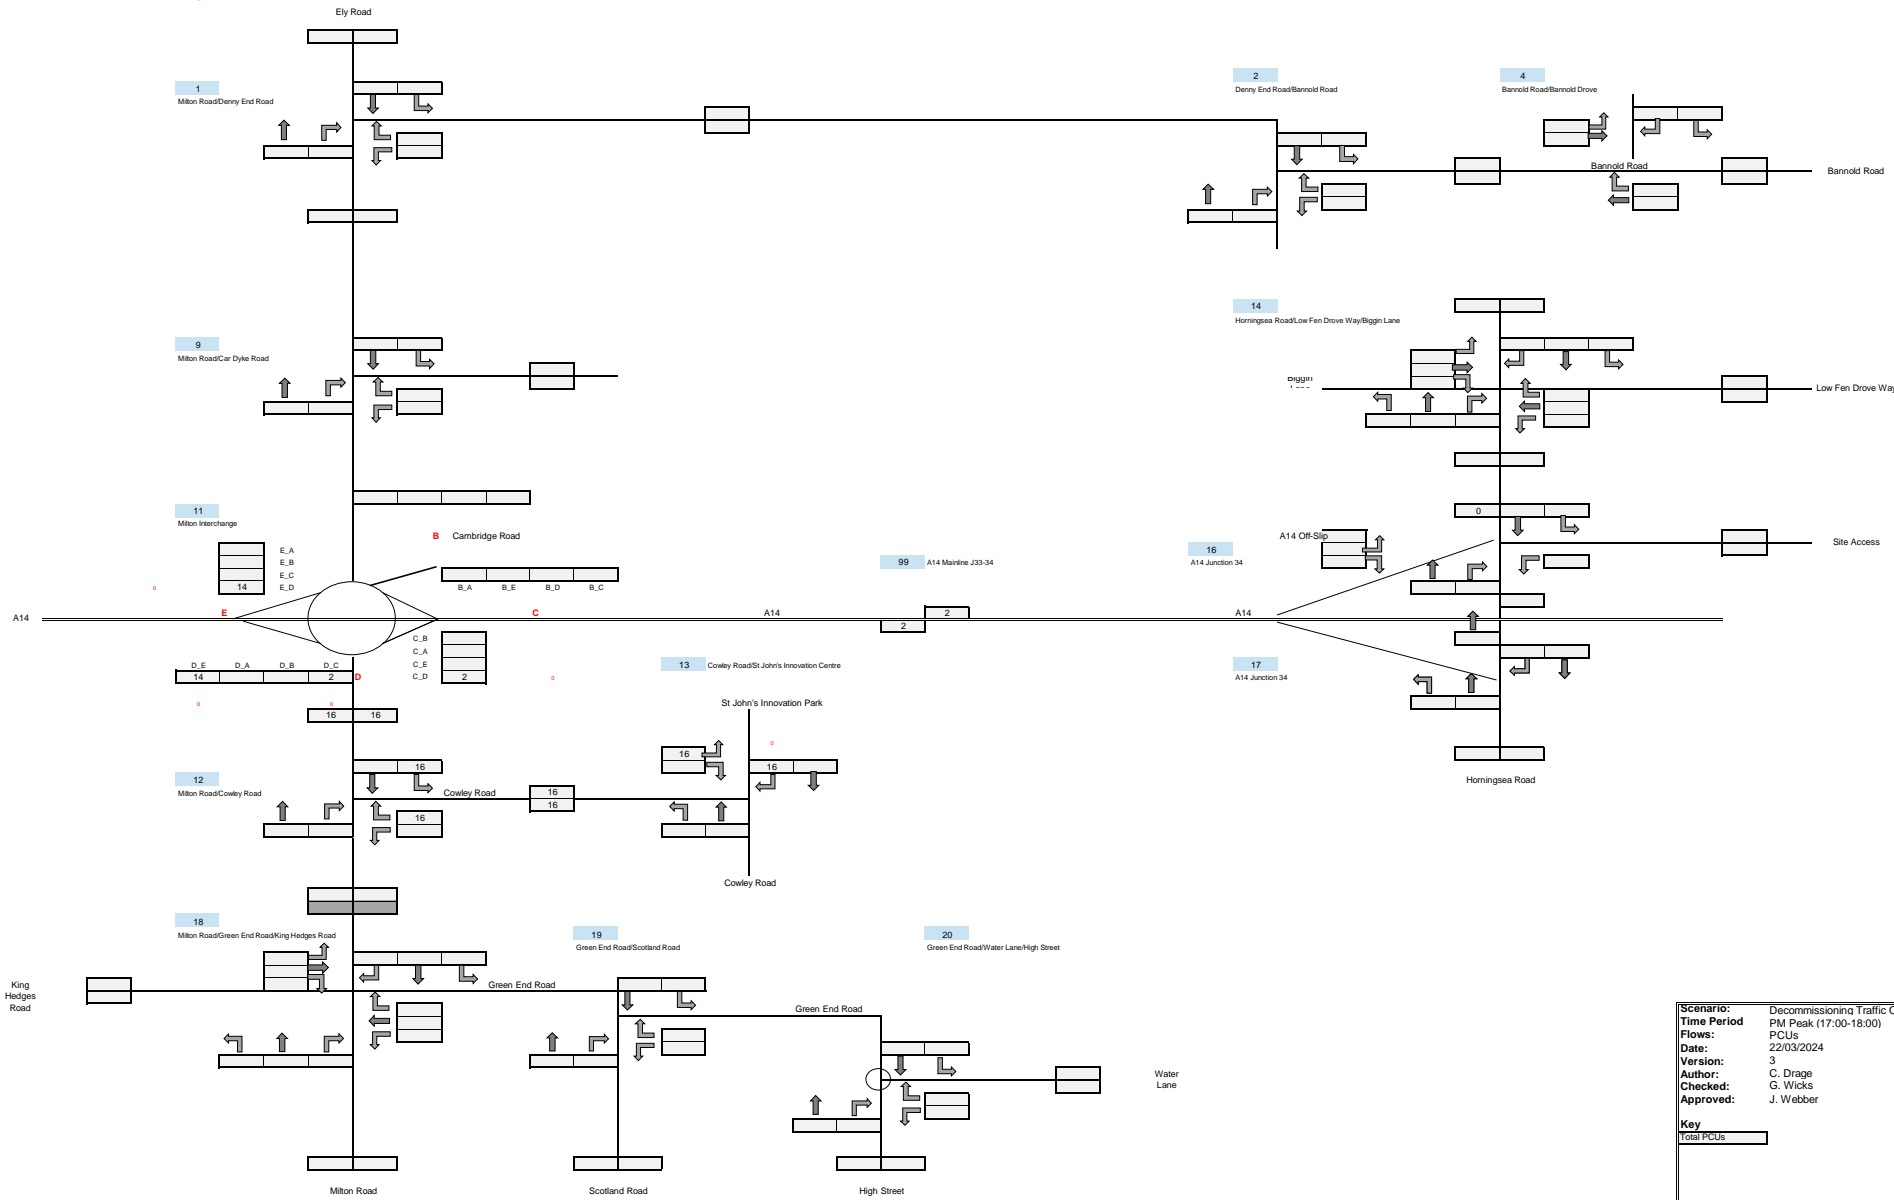 Ely Road
1
Milton Road/Denny End Road
2
Denny End Road/Bannold Road
4
Bannold Road/Bannold Drove
Bannold Road
Bannold Road
9
Milton Road/Car Dyke Road
14
Horningsea Road/Low Fen Drove Way/Biggin Lane
Biggin
Low Fen Drove Way
11
Milton Interchange
B Cambridge Road
E_A
E_B
E_C
14 E_D
0
B_A B_E B_D B_C
99 A14 Mainline J33-34
16
A14 Junction 34
A14 Off-Slip
0
Site Access
A14
E
C
A14
2
2
A14
C_B
C_A
C_E
C_D 2
0
D_E D_A D_B D_C
14 2 D
0 0
16 16
13 Cowley Road/St John's Innovation Centre
17
A14 Junction 34
St John's Innovation Park
0
16
16
12
Milton Road/Cowley Road
16
Cowley Road
16
16
16
Horningsea Road
Cowley Road
18
Milton Road/Green End Road/King Hedges Road
19
Green End Road/Scotland Road
20
Green End Road/Water Lane/High Street
King
Hedges
Road
Green End Road
Green End Road
Water
Lane
Milton Road
Scotland Road
High Street
Scenario: Decommissioning Traffic
Time Period PM Peak (17:00-18:00)
Flows: PCUs
Date: 22/03/2024
Version: 3
Author: C. Drage
Checked: G. Wicks
Approved: J. Webber
Key
Total PCUs